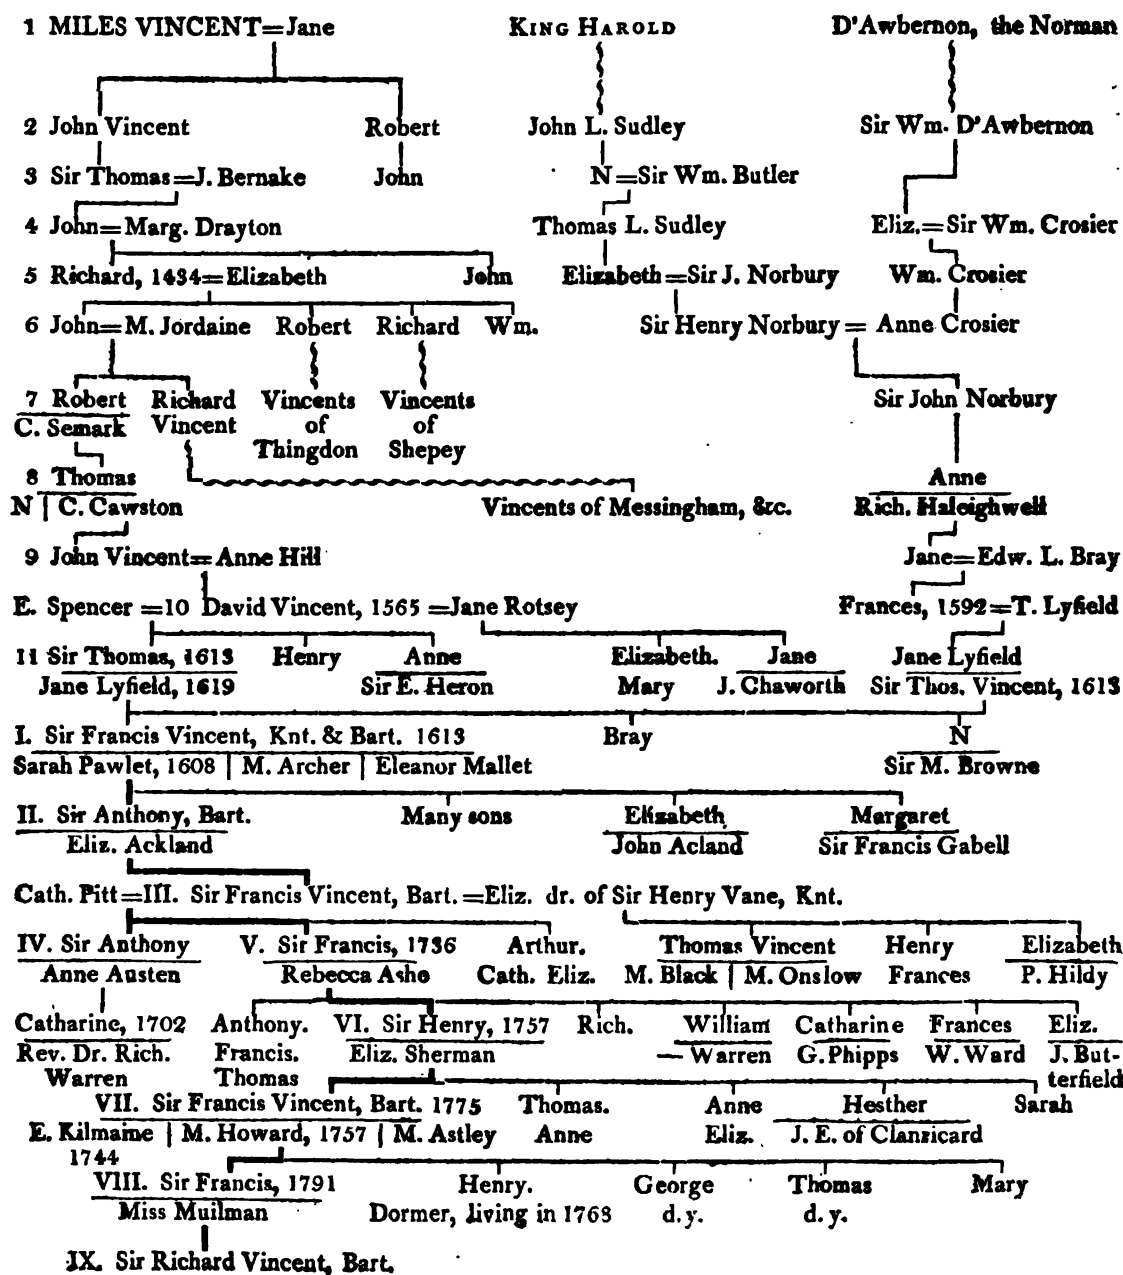 1 MILES VINCENT=Jane KING HAROLD D'Awbernon, the Norman
2 John Vincent Robert John L. Sudley Sir Wm. D'Awbernon
3 Sir Thomas=J. Bernake John N=Sir Wm. Butler
4 John=Marg. Drayton Thomas L. Sudley Eliz.=Sir Wm. Crosier
5 Richard, 1434=Elizabeth John Elizabeth=Sir J. Norbury Wm. Crosier
6 John=M. Jordaine Robert Richard Wm. Sir Henry Norbury= Anne Crosier
7 Robert Richard Vincents Vincents Sir John Norbury
C. Semark Vincent of of
Thingdon Shepey
8 Thomas Anne
N | C. Cawston Vincents of Messingham, &c. Rich. Haleighwell
9 John Vincent=Anne Hill Jane=Edw. L. Bray
E. Spencer=10 David Vincent, 1565=Jane Rotsey Frances, 1592=T. Lyfield
11 Sir Thomas, 1613 Henry Anne Elizabeth. Jane Jane Lyfield
Jane Lyfield, 1619 Sir E. Heron Mary J. Chaworth Sir Thos. Vincent, 1613
I. Sir Francis Vincent, Knt. & Bart. 1613 Bray N
Sarah Pawlet, 1608 | M. Archer | Eleanor Mallet Sir M. Browne
II. Sir Anthony, Bart. Many sons Elizabeth Margaret
Eliz. Ackland John Acland Sir Francis Gabell
Cath. Pitt=III. Sir Francis Vincent, Bart.=Eliz. dr. of Sir Henry Vane, Knt.
IV. Sir Anthony V. Sir Francis, 1736 Arthur. Thomas Vincent Henry Elizabeth
Anne Austen Rebecca Ashe Cath. Eliz. M. Black | M. Onslow Frances P. Hildy
Catharine, 1702 Anthony. VI. Sir Henry, 1757 Rich. William Catharine Frances Eliz.
Rev. Dr. Rich. Francis. Eliz. Sherman — Warren G. Phipps W. Ward J. But-
Warren Thomas terfield
VII. Sir Francis Vincent, Bart. 1775 Thomas. Anne Hesther Sarah
E. Kilmaine | M. Howard, 1757 | M. Astley Anne Eliz. J. E. of Clanricard
1744
VIII. Sir Francis, 1791 Henry. George Thomas Mary
Miss Muilman Dormer, living in 1763 d.y. d.y.
IX. Sir Richard Vincent, Bart.